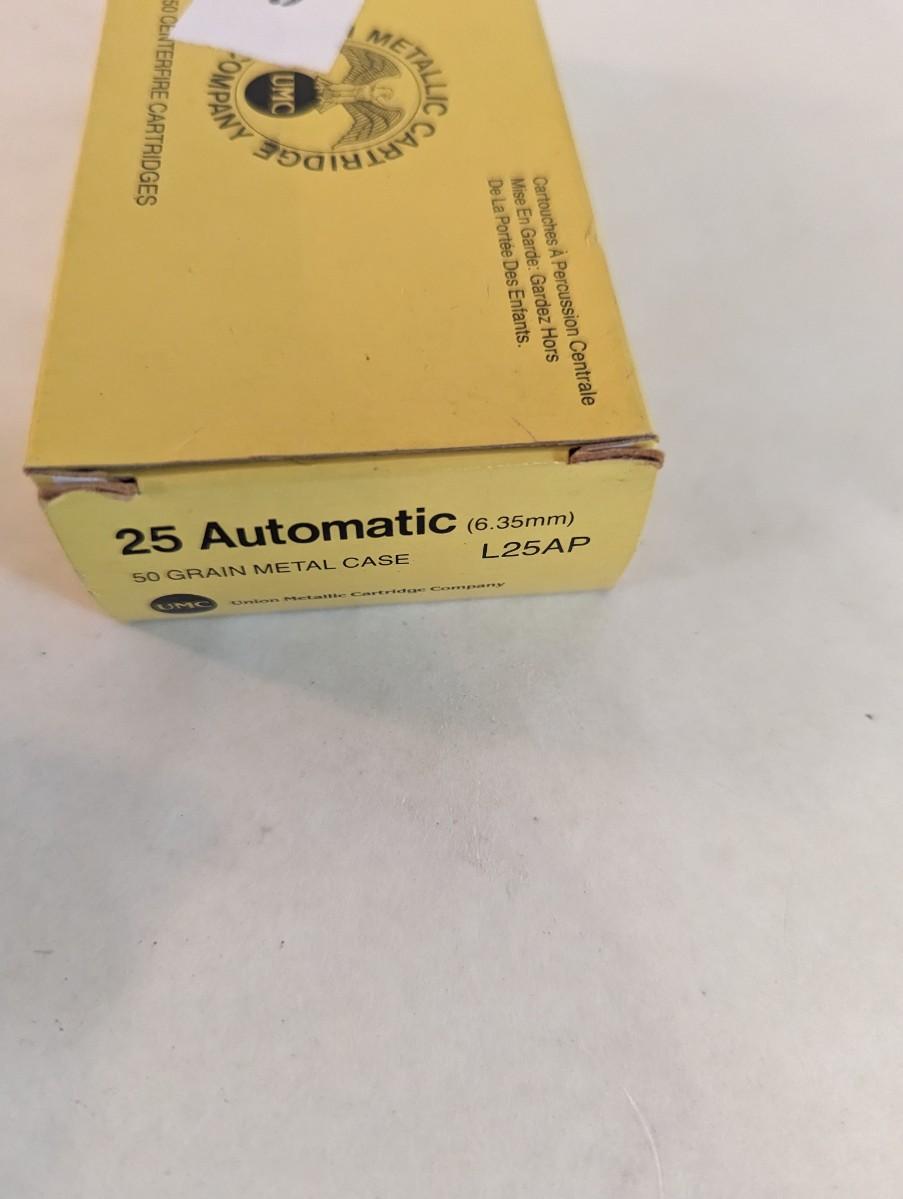 50 CENTERFIRE CARTRIDGES
METALLIC CARTRIDGE COMPANY
UMC
Cartouches À Percussion Centrale
Mise En Garde: Gardez Hors
De La Portée Des Enfants.
25 Automatic (6.35mm)
50 GRAIN METAL CASE L25AP
UMC Union Metallic Cartridge Company